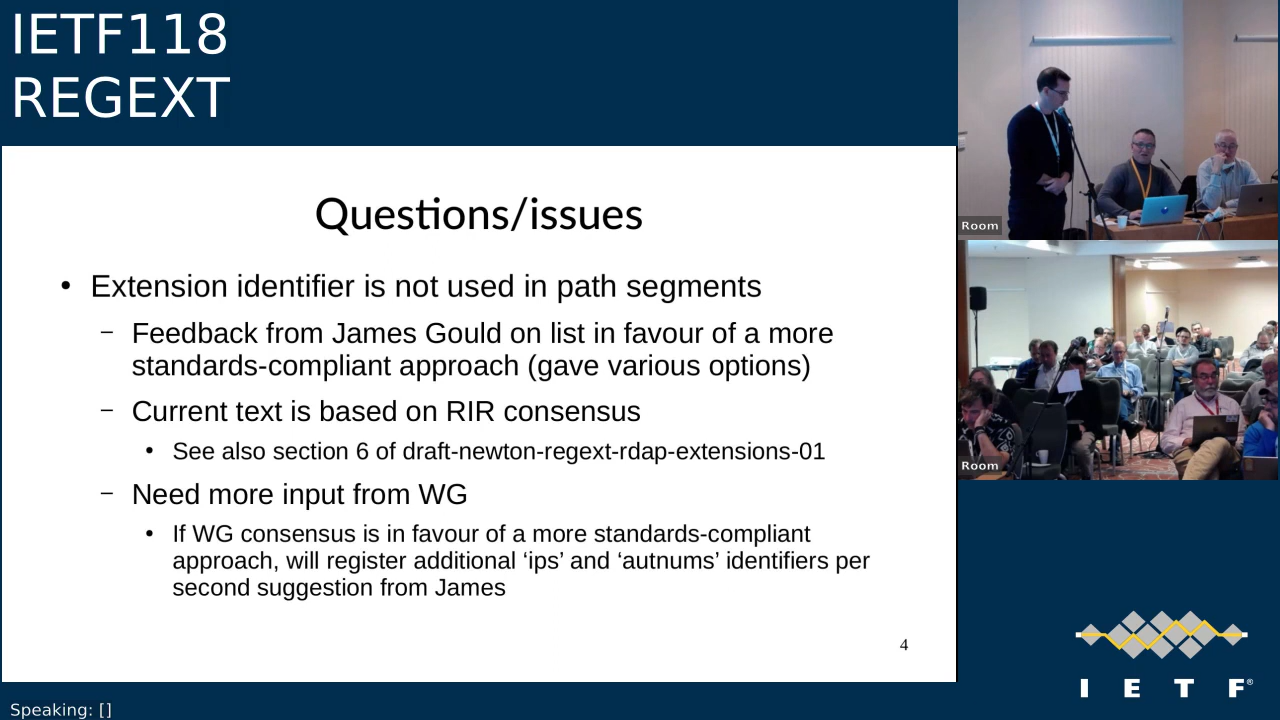 IETF118
REGEXT
Questions/issues
• Extension identifier is not used in path segments
– Feedback from James Gould on list in favour of a more
standards-compliant approach (gave various options)
– Current text is based on RIR consensus
• See also section 6 of draft-newton-regext-rdap-extensions-01
– Need more input from WG
• If WG consensus is in favour of a more standards-compliant
approach, will register additional ‘ips’ and ‘autnums’ identifiers per
second suggestion from James
4
Room
Room
I E T F®
Speaking: []